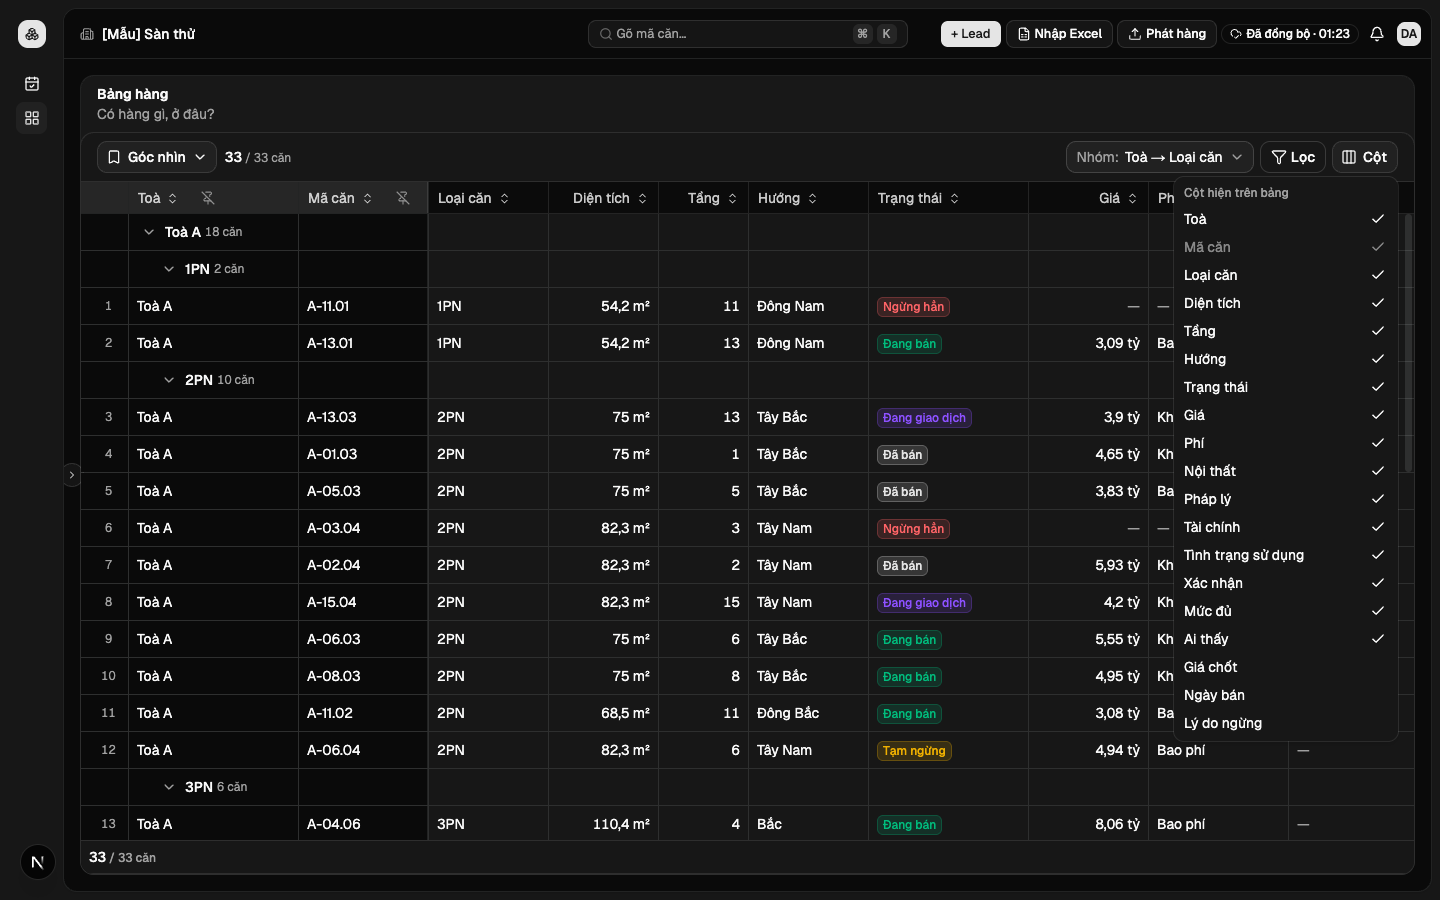 [Mẫu] Sàn thử
Gõ mã căn...
⌘ K
+ Lead
Nhập Excel
Phát hàng
Đã đồng bộ · 01:23
DA
Bảng hàng
Có hàng gì, ở đâu?
Góc nhìn
33 / 33 căn
Nhóm: Toà → Loại căn
Lọc
Cột
Toà Mã căn Loại căn Diện tích Tầng Hướng Trạng thái Giá Ph
Toà A 18 căn
1PN 2 căn
1 Toà A A-11.01 1PN 54,2 m² 11 Đông Nam Ngừng hẳn — —
2 Toà A A-13.01 1PN 54,2 m² 13 Đông Nam Đang bán 3,09 tỷ Ba
2PN 10 căn
3 Toà A A-13.03 2PN 75 m² 13 Tây Bắc Đang giao dịch 3,9 tỷ Kh
4 Toà A A-01.03 2PN 75 m² 1 Tây Bắc Đã bán 4,65 tỷ Kh
5 Toà A A-05.03 2PN 75 m² 5 Tây Bắc Đã bán 3,83 tỷ Ba
6 Toà A A-03.04 2PN 82,3 m² 3 Tây Nam Ngừng hẳn — —
7 Toà A A-02.04 2PN 82,3 m² 2 Tây Nam Đã bán 5,93 tỷ Kh
8 Toà A A-15.04 2PN 82,3 m² 15 Tây Nam Đang giao dịch 4,2 tỷ Kh
9 Toà A A-06.03 2PN 75 m² 6 Tây Bắc Đang bán 5,55 tỷ Kh
10 Toà A A-08.03 2PN 75 m² 8 Tây Bắc Đang bán 4,95 tỷ Kh
11 Toà A A-11.02 2PN 68,5 m² 11 Đông Bắc Đang bán 3,08 tỷ Ba
12 Toà A A-06.04 2PN 82,3 m² 6 Tây Nam Tạm ngừng 4,94 tỷ Bao phí —
3PN 6 căn
13 Toà A A-04.06 3PN 110,4 m² 4 Bắc Đang bán 8,06 tỷ Bao phí —
33 / 33 căn
Cột hiện trên bảng
Toà
Mã căn
Loại căn
Diện tích
Tầng
Hướng
Trạng thái
Giá
Phí
Nội thất
Pháp lý
Tài chính
Tình trạng sử dụng
Xác nhận
Mức đủ
Ai thấy
Giá chốt
Ngày bán
Lý do ngừng
N